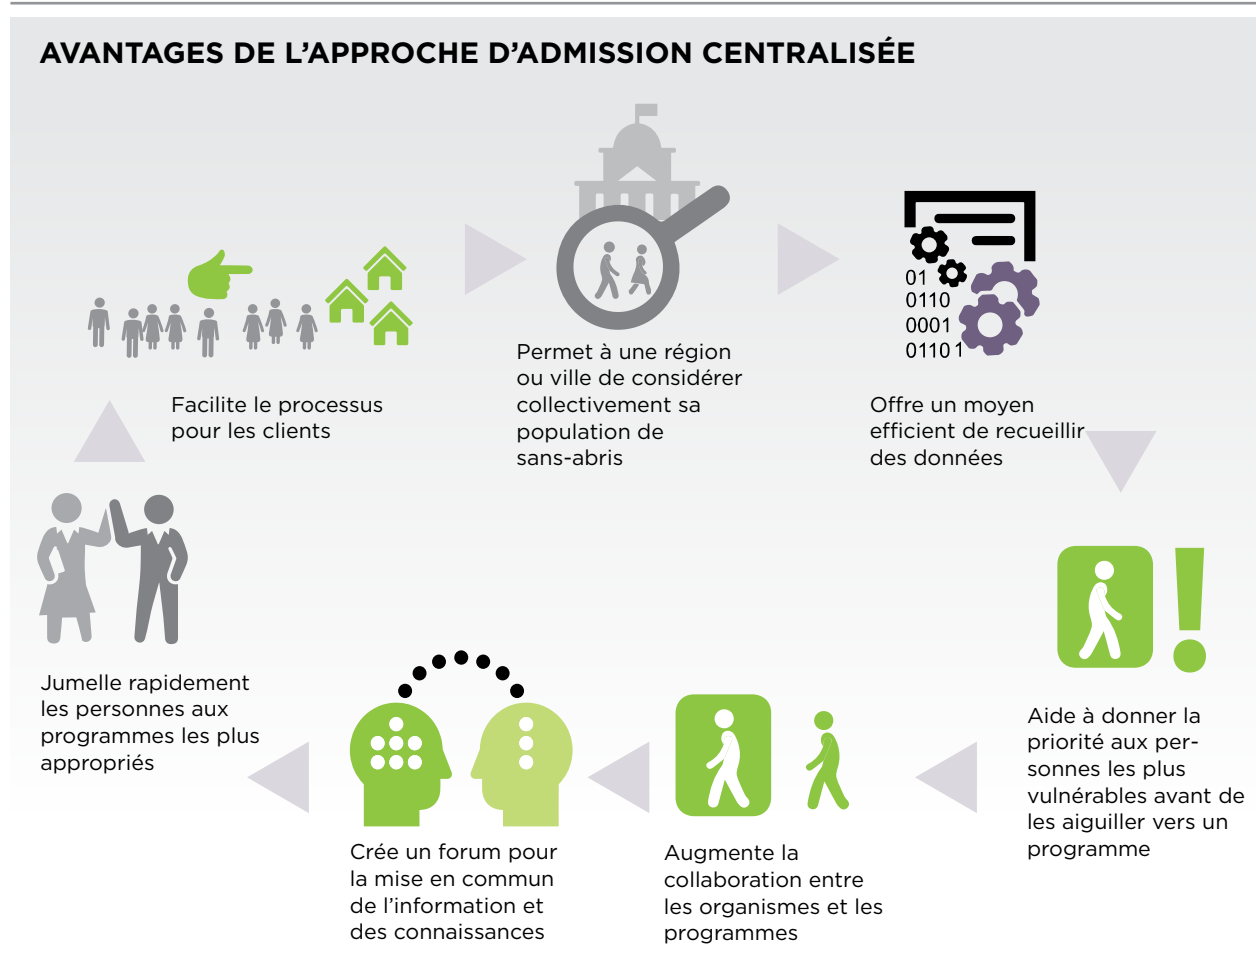 AVANTAGES DE L’APPROCHE D’ADMISSION CENTRALISÉE
Facilite le processus
pour les clients
Permet à une région
ou ville de considérer
collectivement sa
population de
sans-abris
01
0110
0001
01101
Offre un moyen
efficient de recueillir
des données
Aide à donner la
priorité aux per-
sonnes les plus
vulnérables avant de
les aiguiller vers un
programme
Augmente la
collaboration entre
les organismes et les
programmes
Crée un forum pour
la mise en commun
de l’information et
des connaissances
Jumelle rapidement
les personnes aux
programmes les plus
appropriés